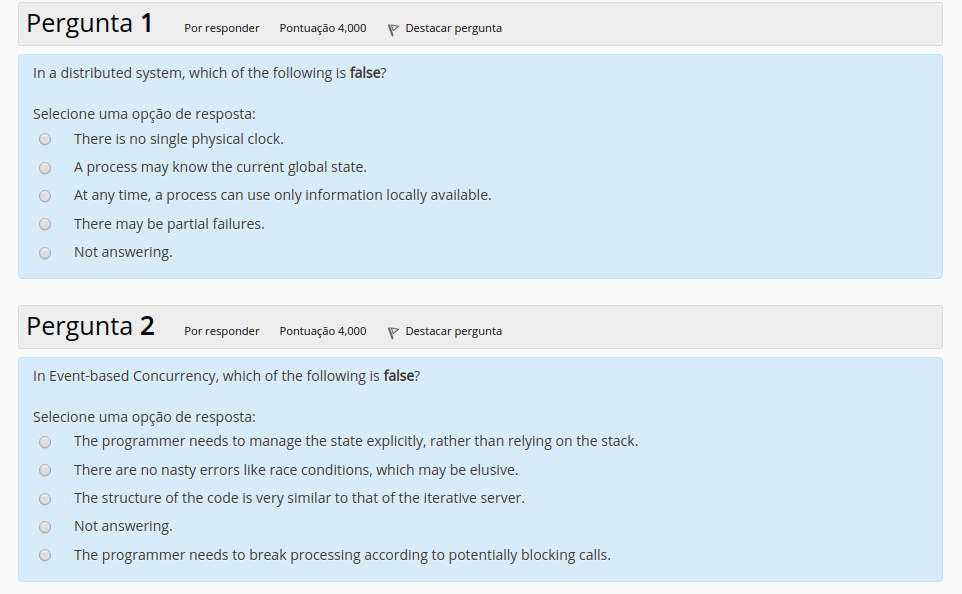 Pergunta 1 Por responder Pontuação 4,000 Destacar pergunta
In a distributed system, which of the following is false?
Selecione uma opção de resposta:
There is no single physical clock.
A process may know the current global state.
At any time, a process can use only information locally available.
There may be partial failures.
Not answering.
Pergunta 2 Por responder Pontuação 4,000 Destacar pergunta
In Event-based Concurrency, which of the following is false?
Selecione uma opção de resposta:
The programmer needs to manage the state explicitly, rather than relying on the stack.
There are no nasty errors like race conditions, which may be elusive.
The structure of the code is very similar to that of the iterative server.
Not answering.
The programmer needs to break processing according to potentially blocking calls.